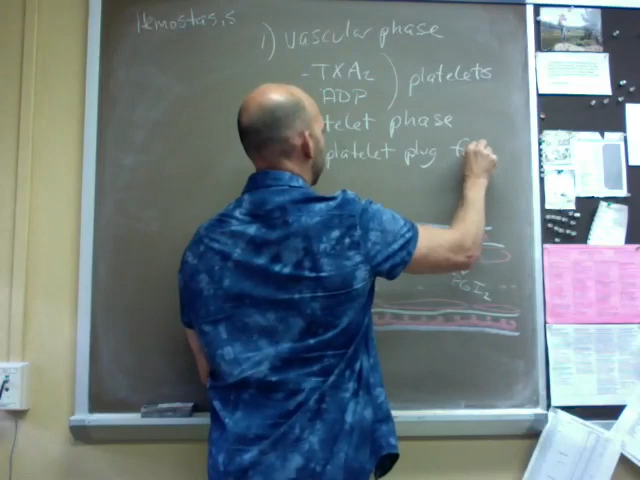 Hemostasis
1) vascular phase
- TXA2 ) platelets
ADP
telet phase
platelet plug f
PGI2